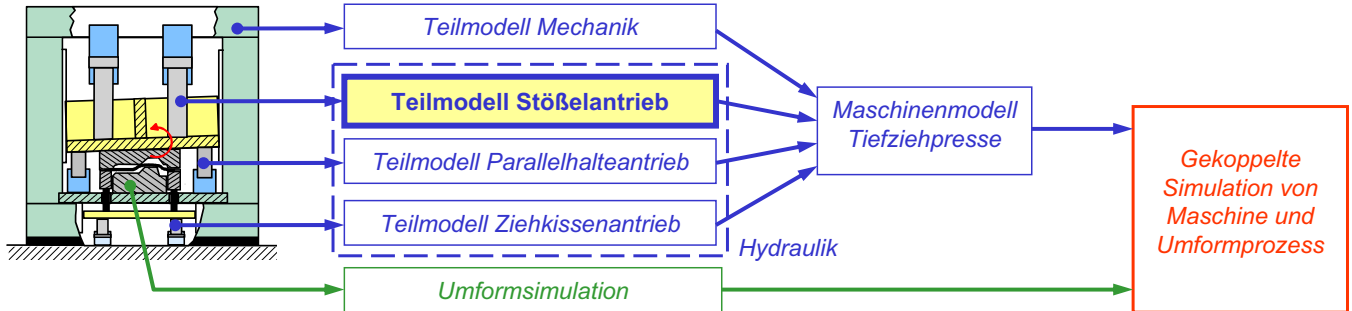 Teilmodell Mechanik
Teilmodell Stößelantrieb
Teilmodell Parallelhalteantrieb
Teilmodell Ziehkissenantrieb
Hydraulik
Umformsimulation
Maschinenmodell
Tiefziehpresse
Gekoppelte
Simulation von
Maschine und
Umformprozess